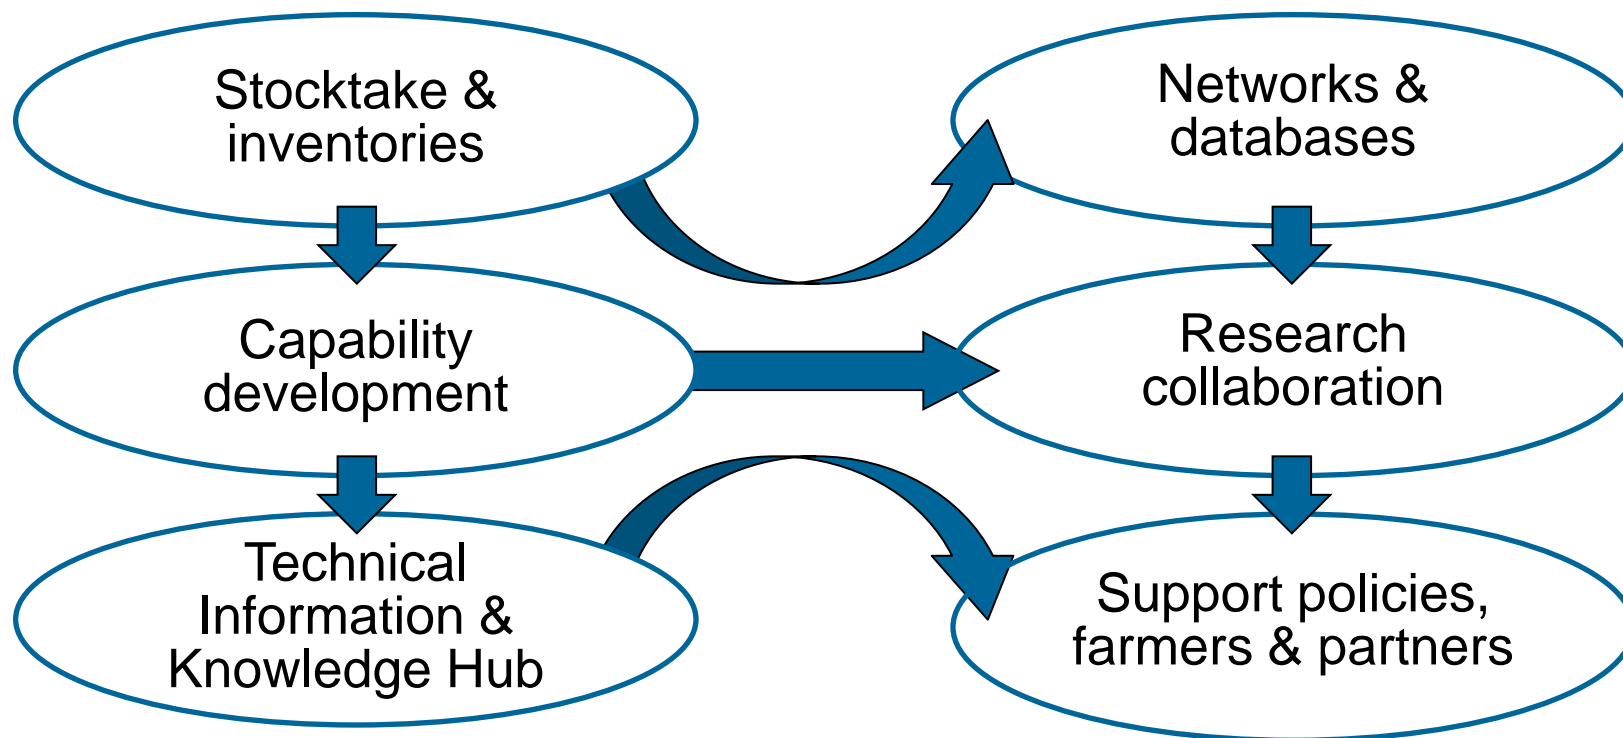 Stocktake &
inventories
Networks &
databases
Capability
development
Research
collaboration
Technical
Information &
Knowledge Hub
Support policies,
farmers & partners